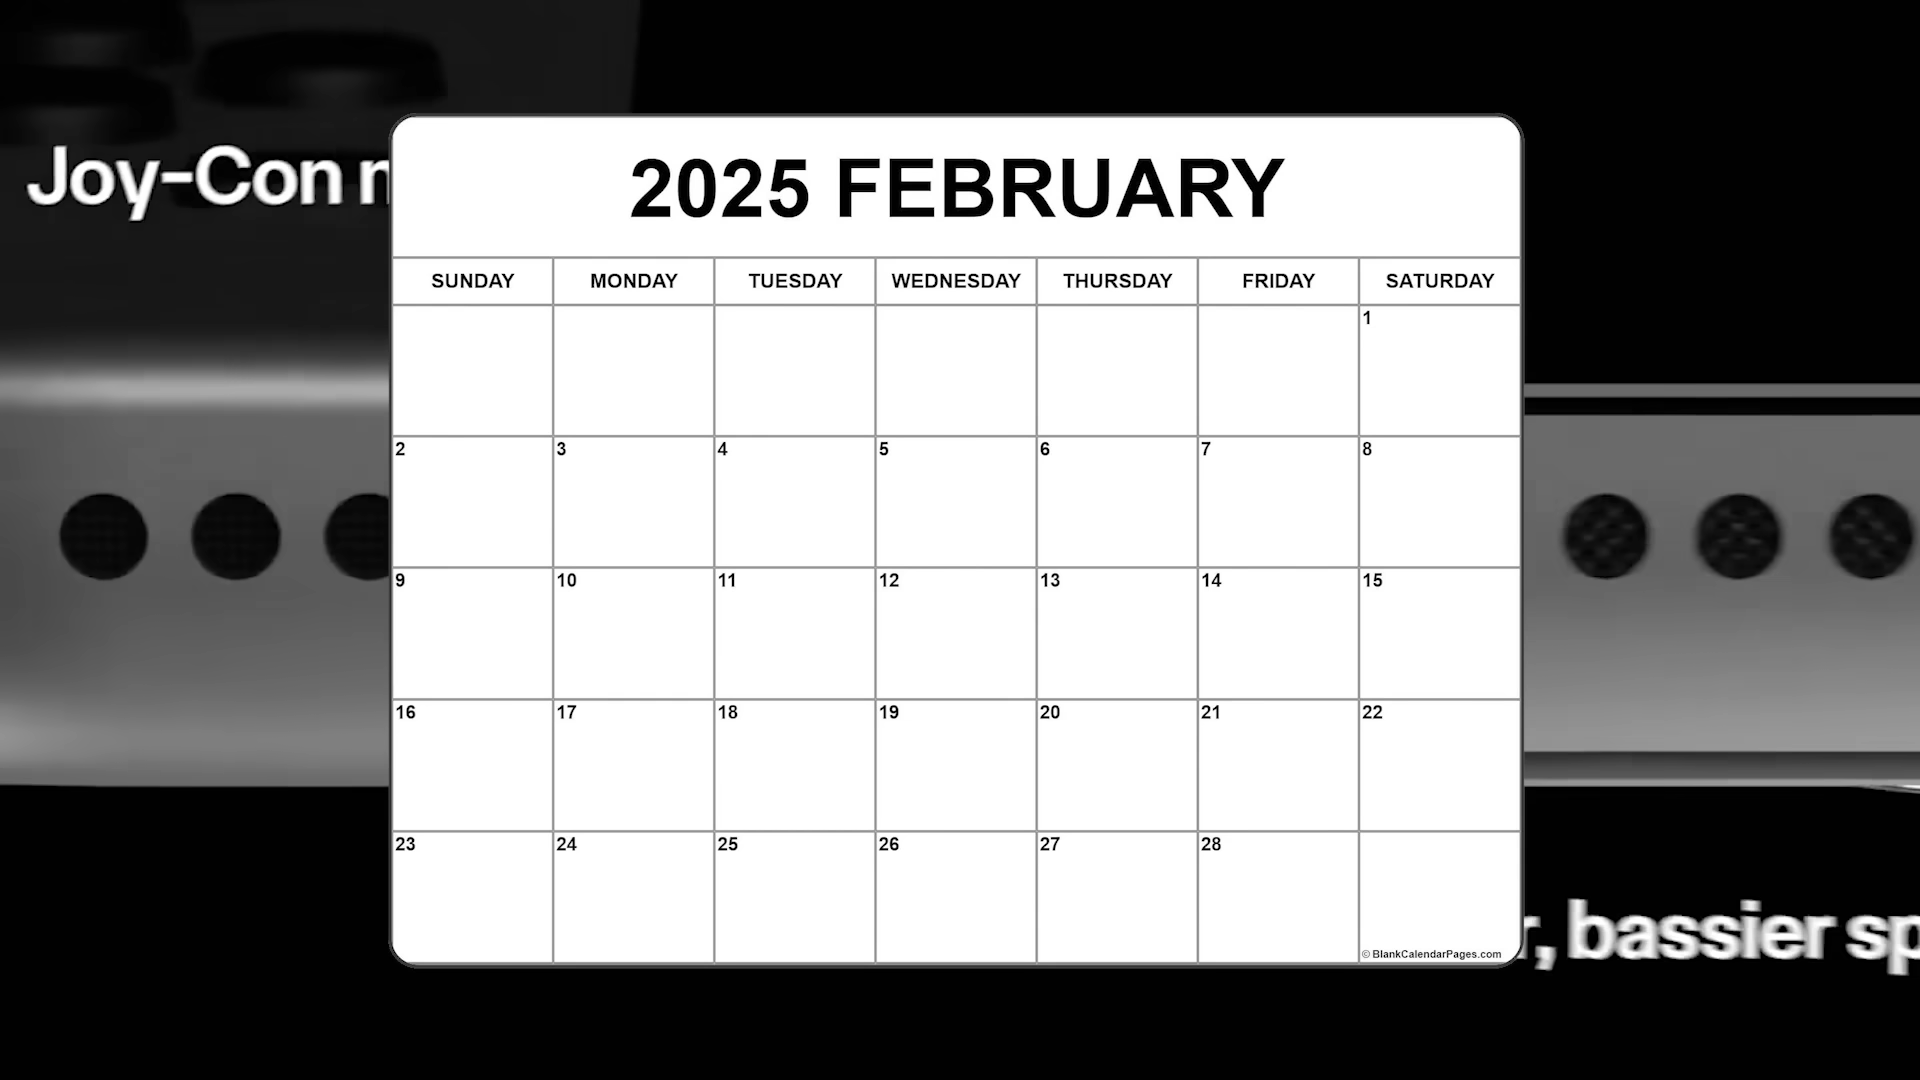 Joy-Con
2025 FEBRUARY
SUNDAY MONDAY TUESDAY WEDNESDAY THURSDAY FRIDAY SATURDAY
1
2 3 4 5 6 7 8
9 10 11 12 13 14 15
16 17 18 19 20 21 22
23 24 25 26 27 28
© BlankCalendarPages.com
, bassier